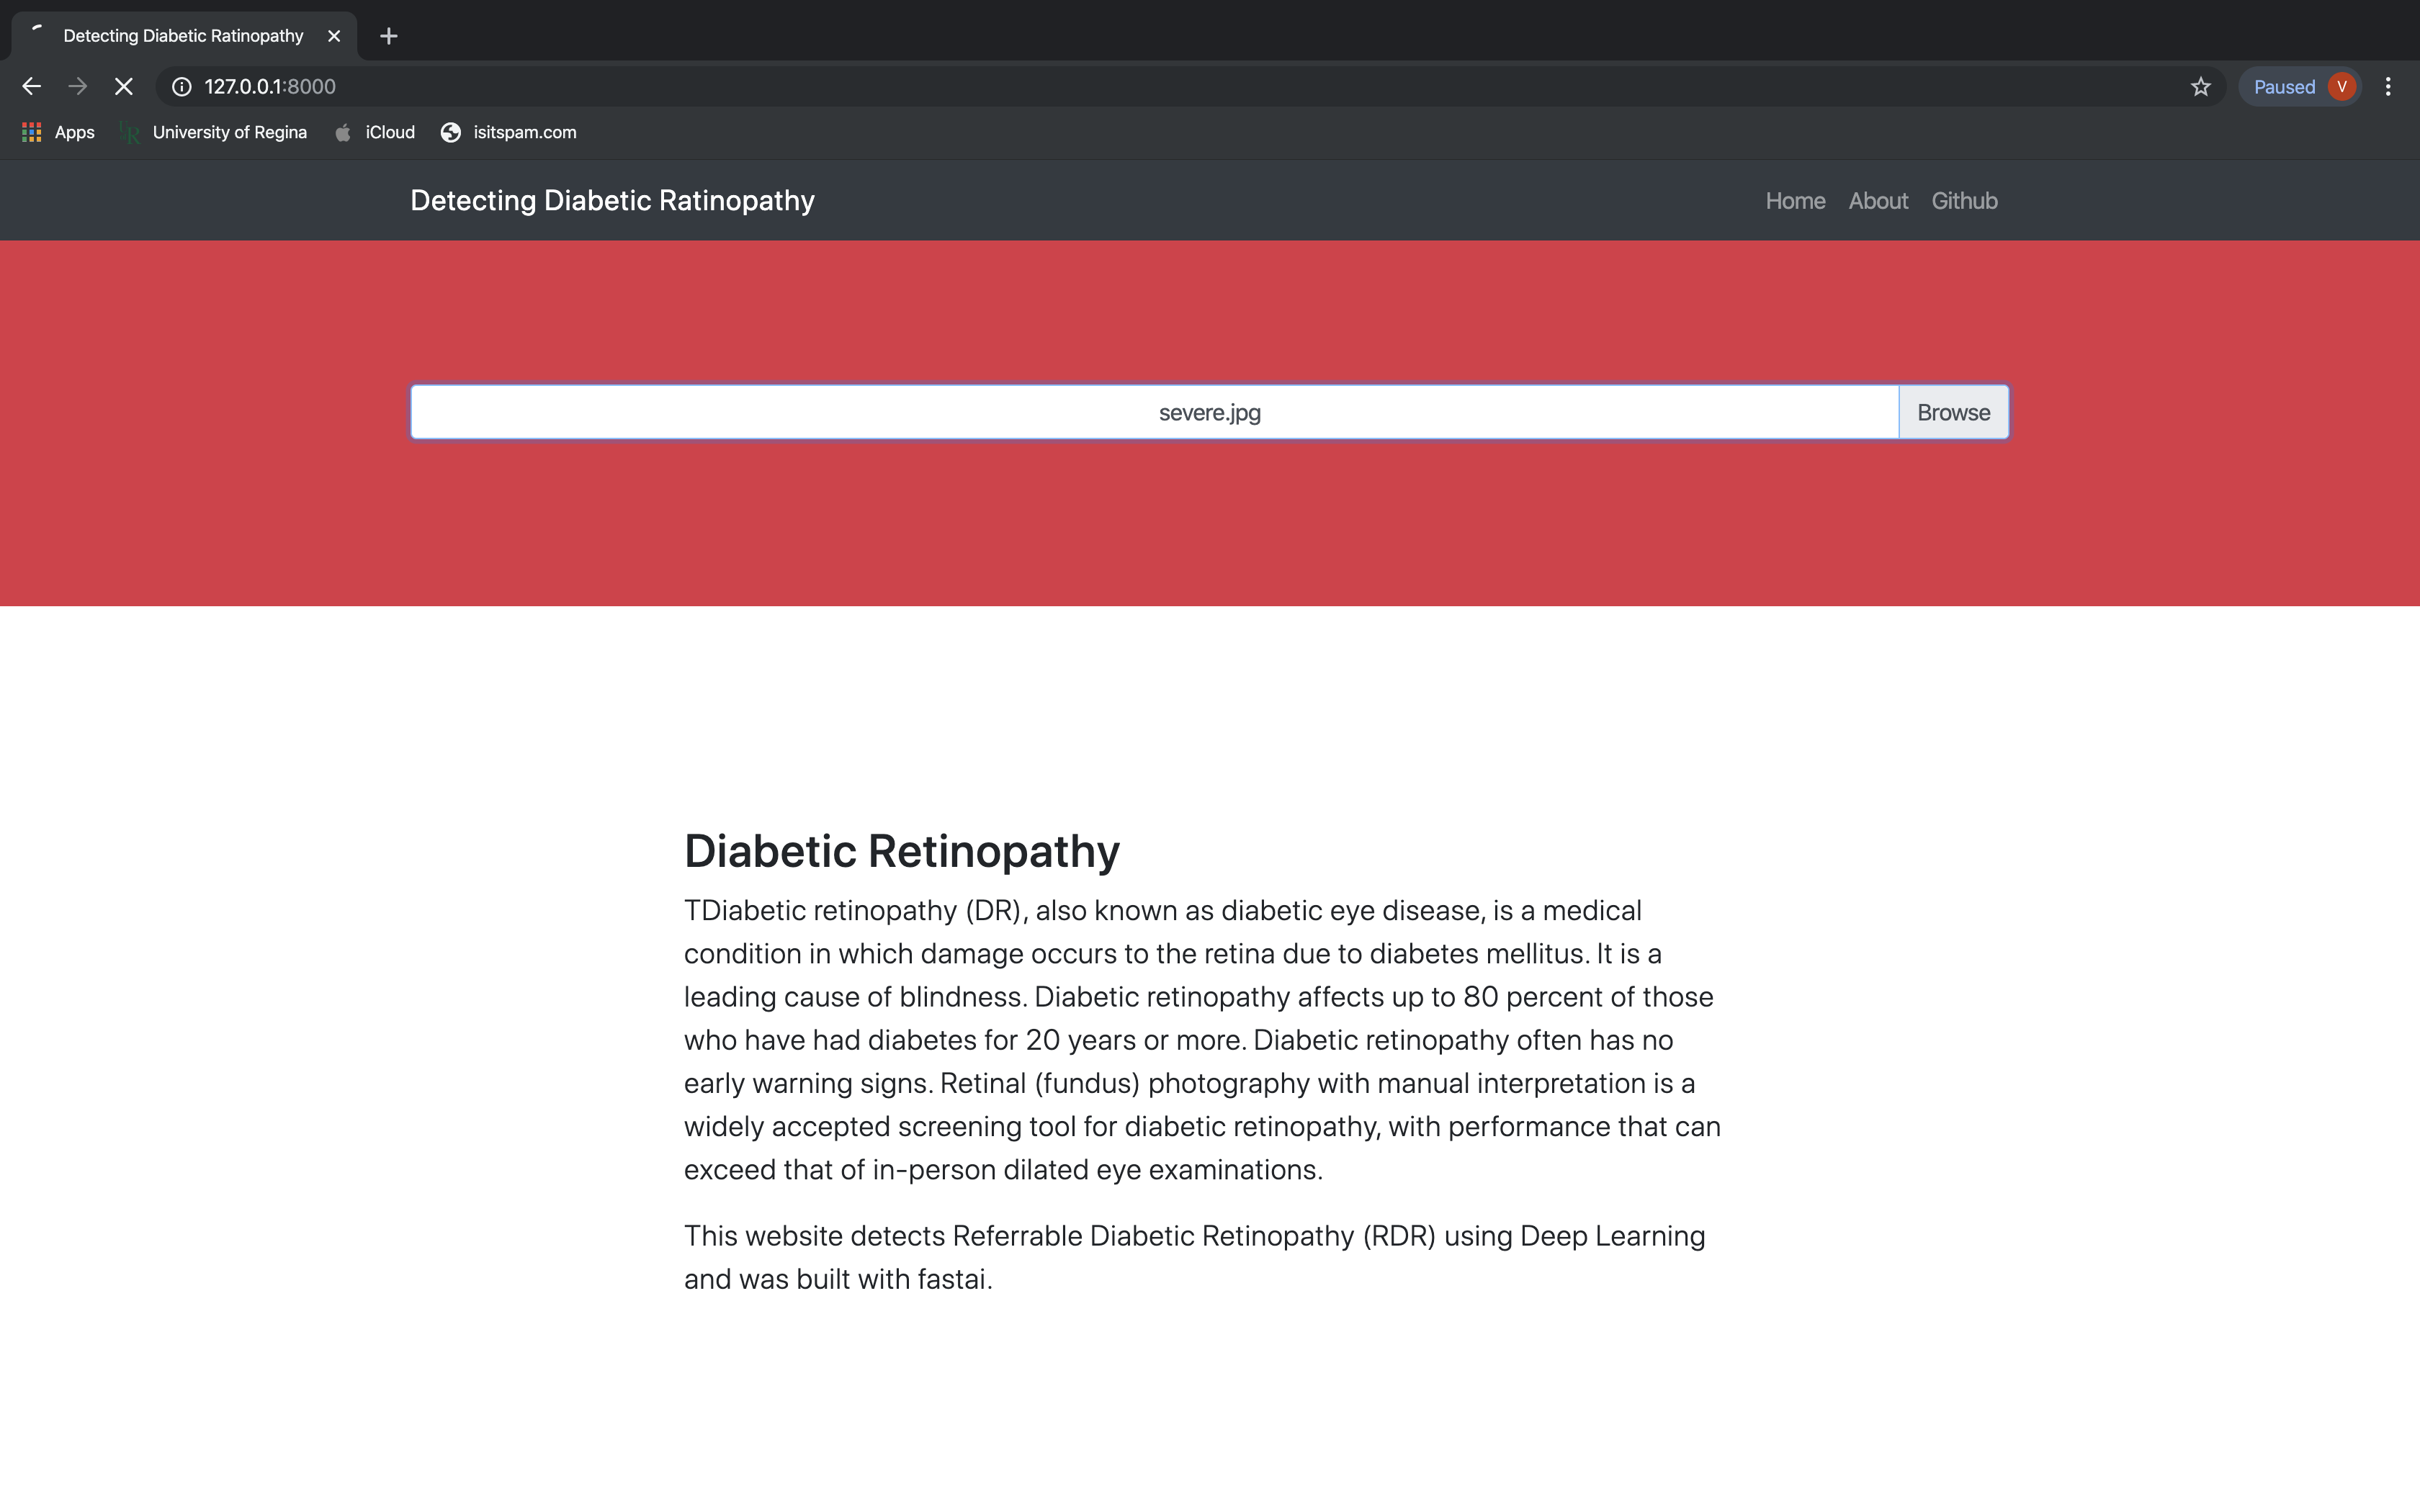 Detecting Diabetic Ratinopathy
127.0.0.1:8000
Paused V
Apps University of Regina iCloud isitspam.com
Detecting Diabetic Ratinopathy Home About Github
severe.jpg Browse
Diabetic Retinopathy
TDiabetic retinopathy (DR), also known as diabetic eye disease, is a medical
condition in which damage occurs to the retina due to diabetes mellitus. It is a
leading cause of blindness. Diabetic retinopathy affects up to 80 percent of those
who have had diabetes for 20 years or more. Diabetic retinopathy often has no
early warning signs. Retinal (fundus) photography with manual interpretation is a
widely accepted screening tool for diabetic retinopathy, with performance that can
exceed that of in-person dilated eye examinations.
This website detects Referrable Diabetic Retinopathy (RDR) using Deep Learning
and was built with fastai.